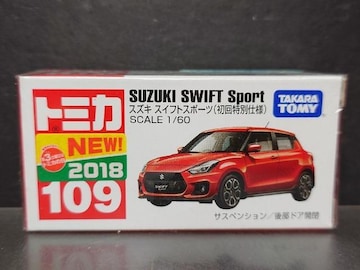 トミカ
NEW!
2018
109
SUZUKI SWIFT Sport
スズキ スイフトスポーツ(初回特別仕様)
SCALE 1/60
TAKARA
TOMY
サスペンション/後部ドア開閉